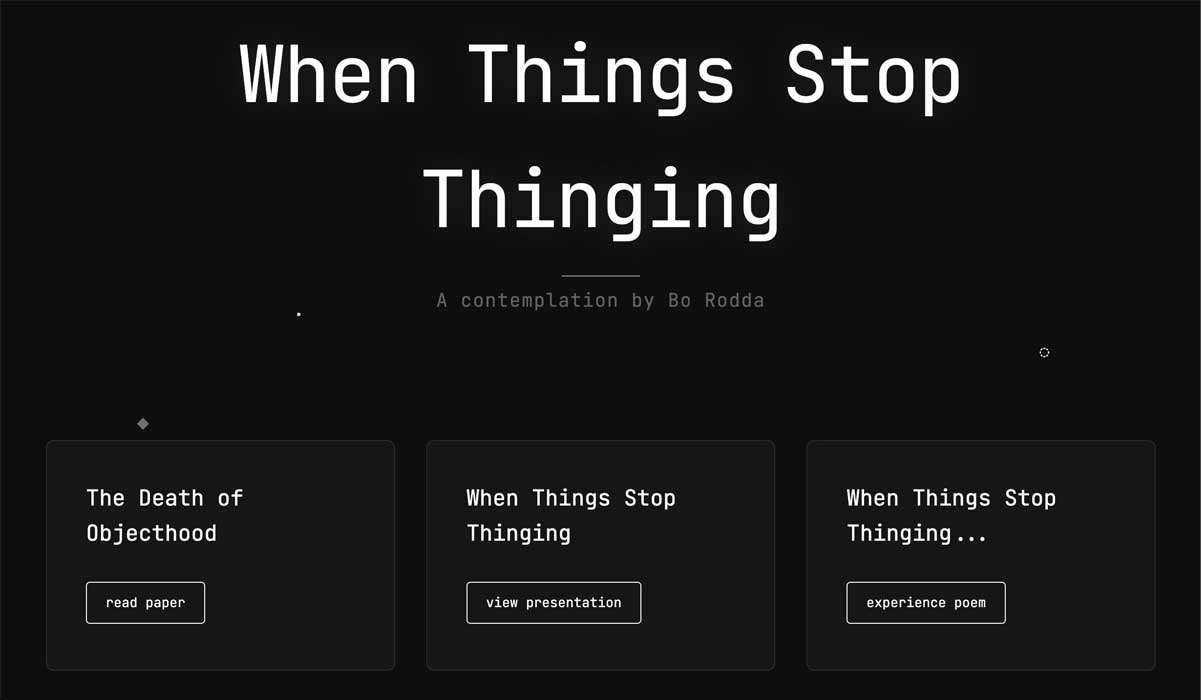 When Things Stop
Thinging
A contemplation by Bo Rodda
The Death of
Objecthood
read paper
When Things Stop
Thinging
view presentation
When Things Stop
Thinging...
experience poem